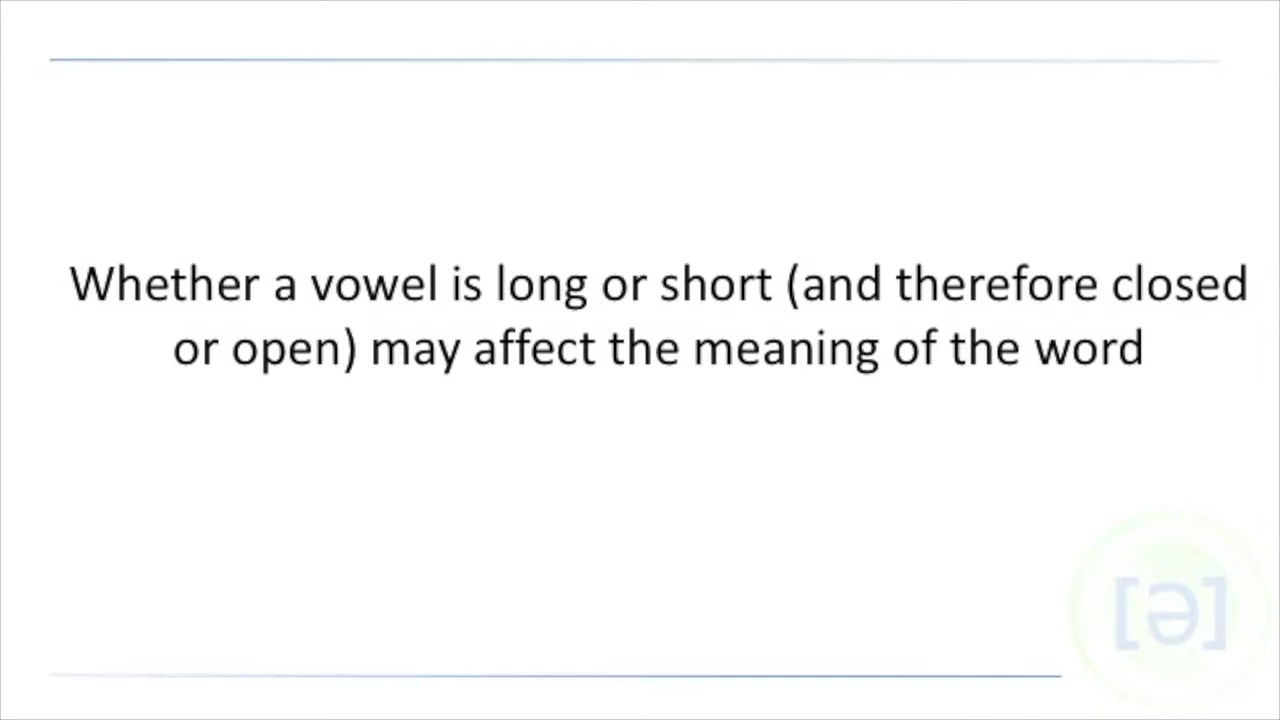 Whether a vowel is long or short (and therefore closed
or open) may affect the meaning of the word
[ə]